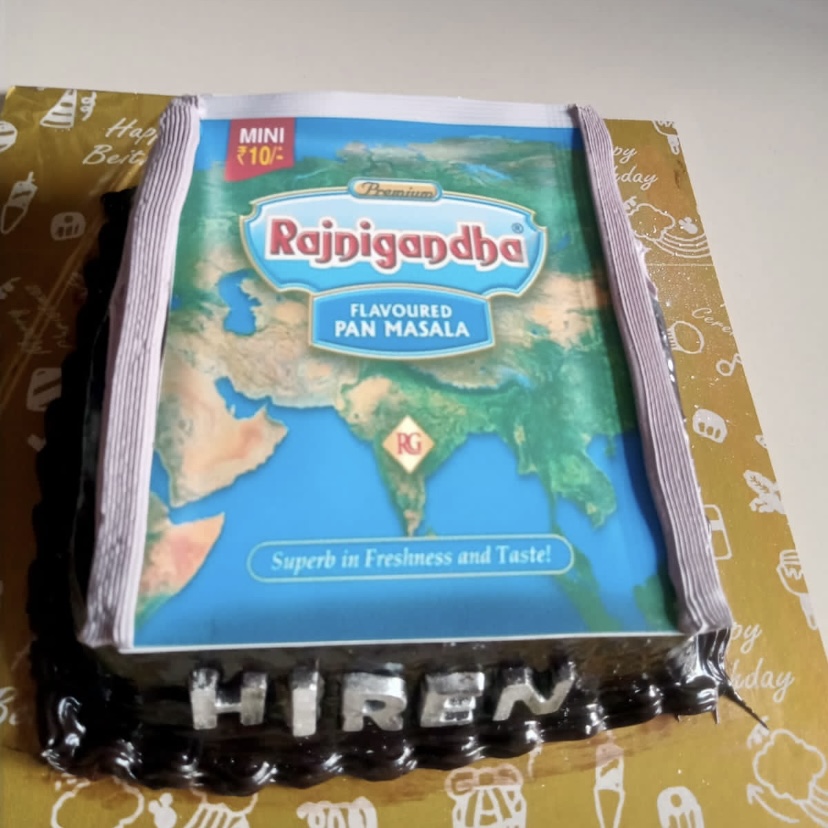 MINI
₹10/-
Premium
Rajnigandha®
FLAVOURED
PAN MASALA
RG
Superb in Freshness and Taste!
HIREN